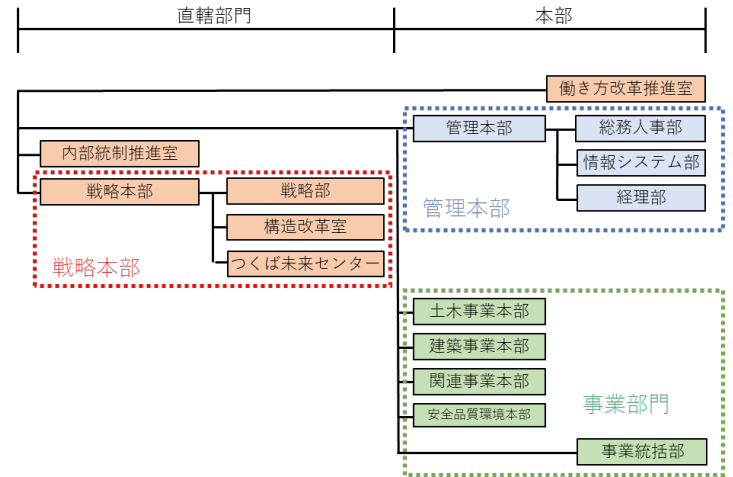 直轄部門
本部
働き方改革推進室
管理本部
総務人事部
内部統制推進室
情報システム部
戦略本部
戦略部
経理部
管理本部
構造改革室
戦略本部
つくば未来センター
土木事業本部
建築事業本部
関連事業本部
事業部門
安全品質環境本部
事業統括部